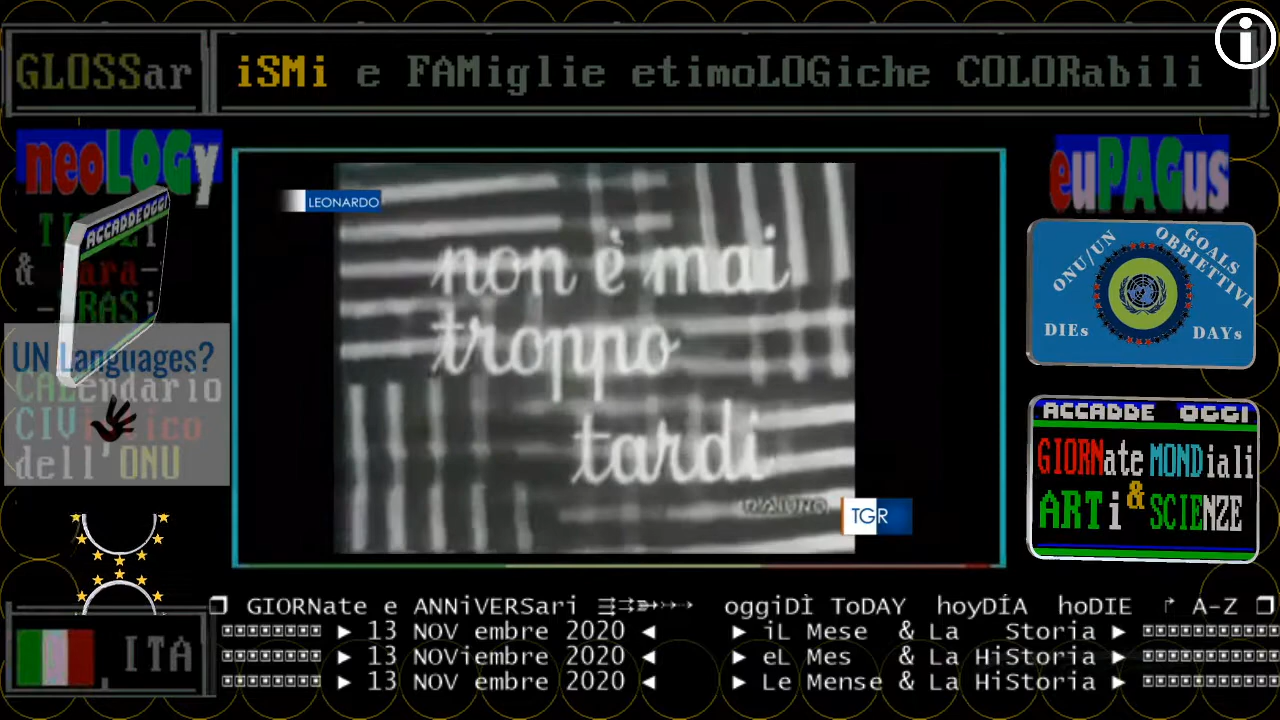 GLOSSar
iSMi e FAMiglie etimoLOGiche COLORabili
neoLOGy
ACCADDE OGGI
UN Languages?
CALendario
dell'ONU
ITA
LEONARDO
non è mai
troppo
tardi
TGR
euPAGus
ONU/UN
GOALS
OBBIETTIVI
DIEs
DAYs
ACCADDE OGGI
GIORNate MONDiali
ARTi & SCIENZE
GIORNate e ANNiVERSari oggiDÌ ToDAY hoyDÍA hoDIE A-Z
13 NOV embre 2020 iL Mese & La Storia
13 NOViembre 2020 eL Mes & La HiStoria
13 NOV embre 2020 Le Mense & La HiStoria